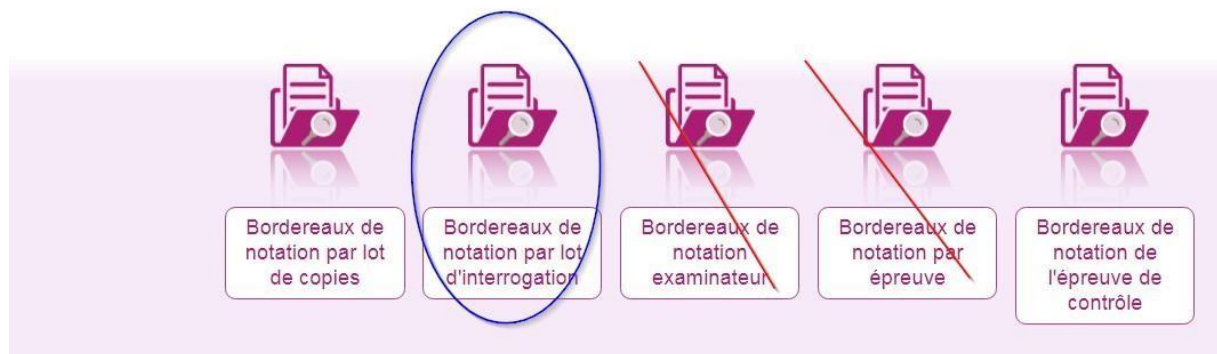 Bordereaux de
notation par lot
de copies
Bordereaux de
notation par lot
d'interrogation
Bordereaux de
notation
examinateur
Bordereaux de
notation par
épreuve
Bordereaux de
notation de
l'épreuve de
contrôle